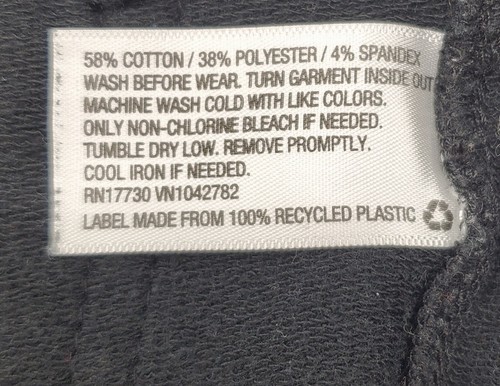 58% COTTON / 38% POLYESTER / 4% SPANDEX
WASH BEFORE WEAR. TURN GARMENT INSIDE OUT
MACHINE WASH COLD WITH LIKE COLORS.
ONLY NON-CHLORINE BLEACH IF NEEDED.
TUMBLE DRY LOW. REMOVE PROMPTLY.
COOL IRON IF NEEDED.
RN17730 VN1042782
LABEL MADE FROM 100% RECYCLED PLASTIC